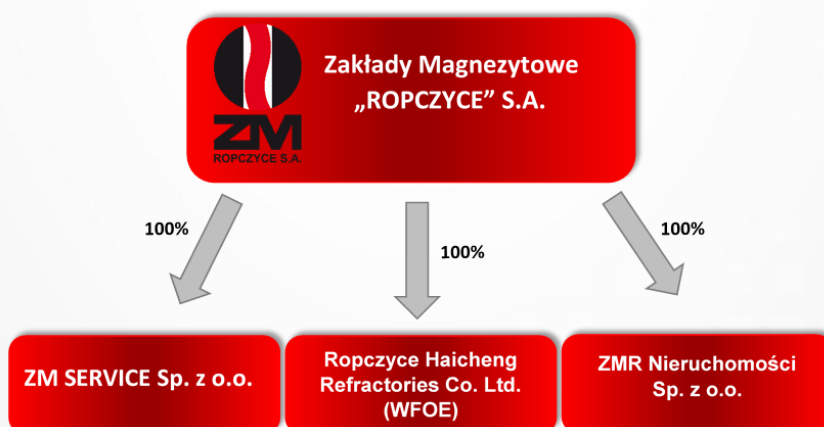 Zakłady Magnezytowe
„ROPCZYCE” S.A.
ZM
ROPCZYCE S.A.
100%
100%
100%
ZM SERVICE Sp. z o.o.
Ropczyce Haicheng
Refractories Co. Ltd.
(WFOE)
ZMR Nieruchomości
Sp. z o.o.